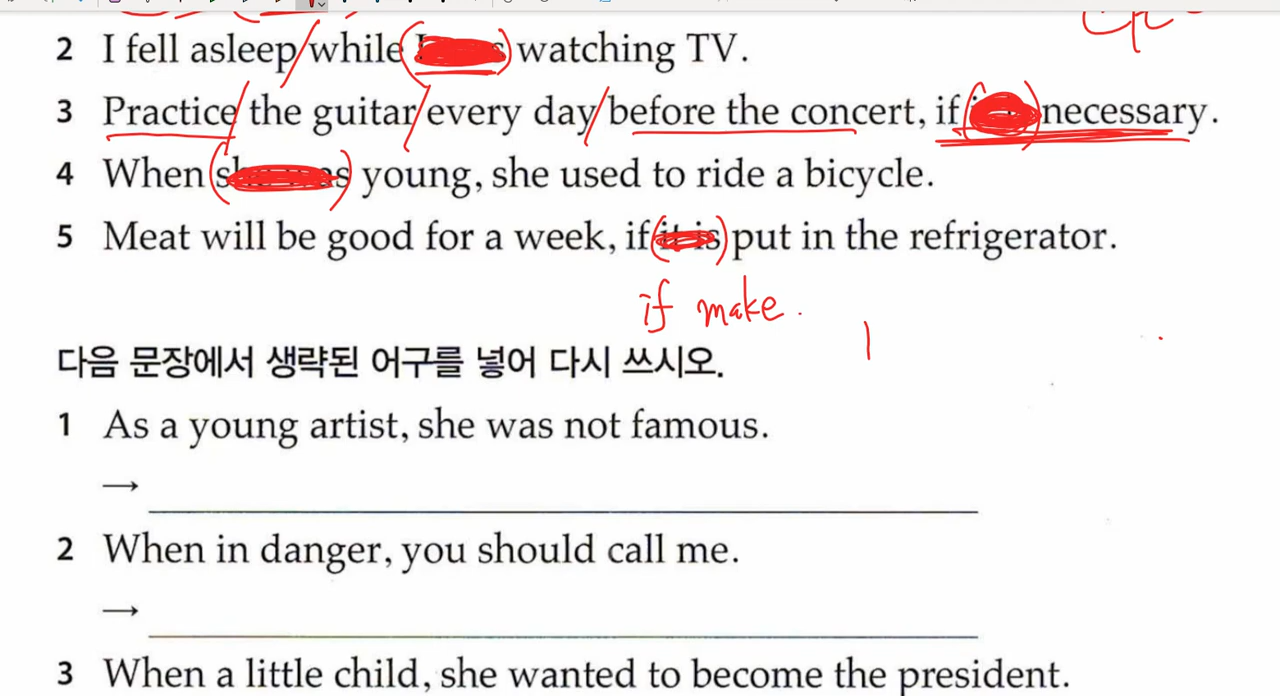 2 I fell asleep while watching TV.
3 Practice the guitar every day before the concert, if necessary.
4 When young, she used to ride a bicycle.
5 Meat will be good for a week, if it is put in the refrigerator.
if make.
다음 문장에서 생략된 어구를 넣어 다시 쓰시오.
1 As a young artist, she was not famous.
→
2 When in danger, you should call me.
→
3 When a little child, she wanted to become the president.